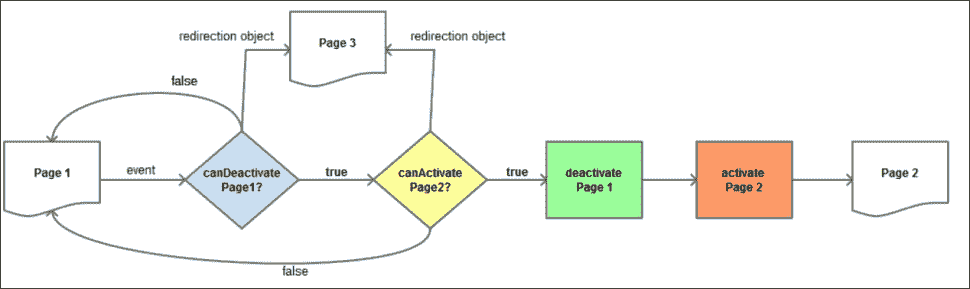 redirection object
Page 3
redirection object
false
Page 1
event
canDeactivate
Page1?
true
canActivate
Page2?
true
deactivate
Page 1
activate
Page 2
Page 2
false